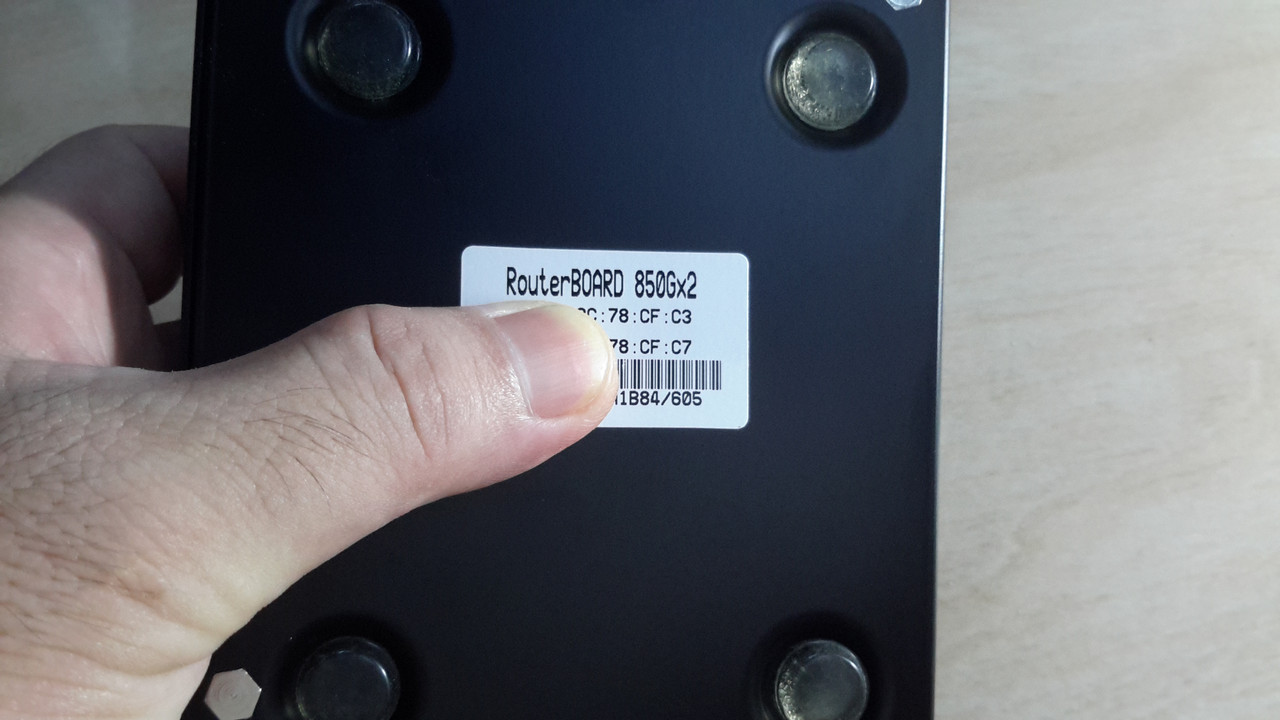 RouterBOARD 850Gx2
:78:CF:C3
78:CF:C7
1B84/605